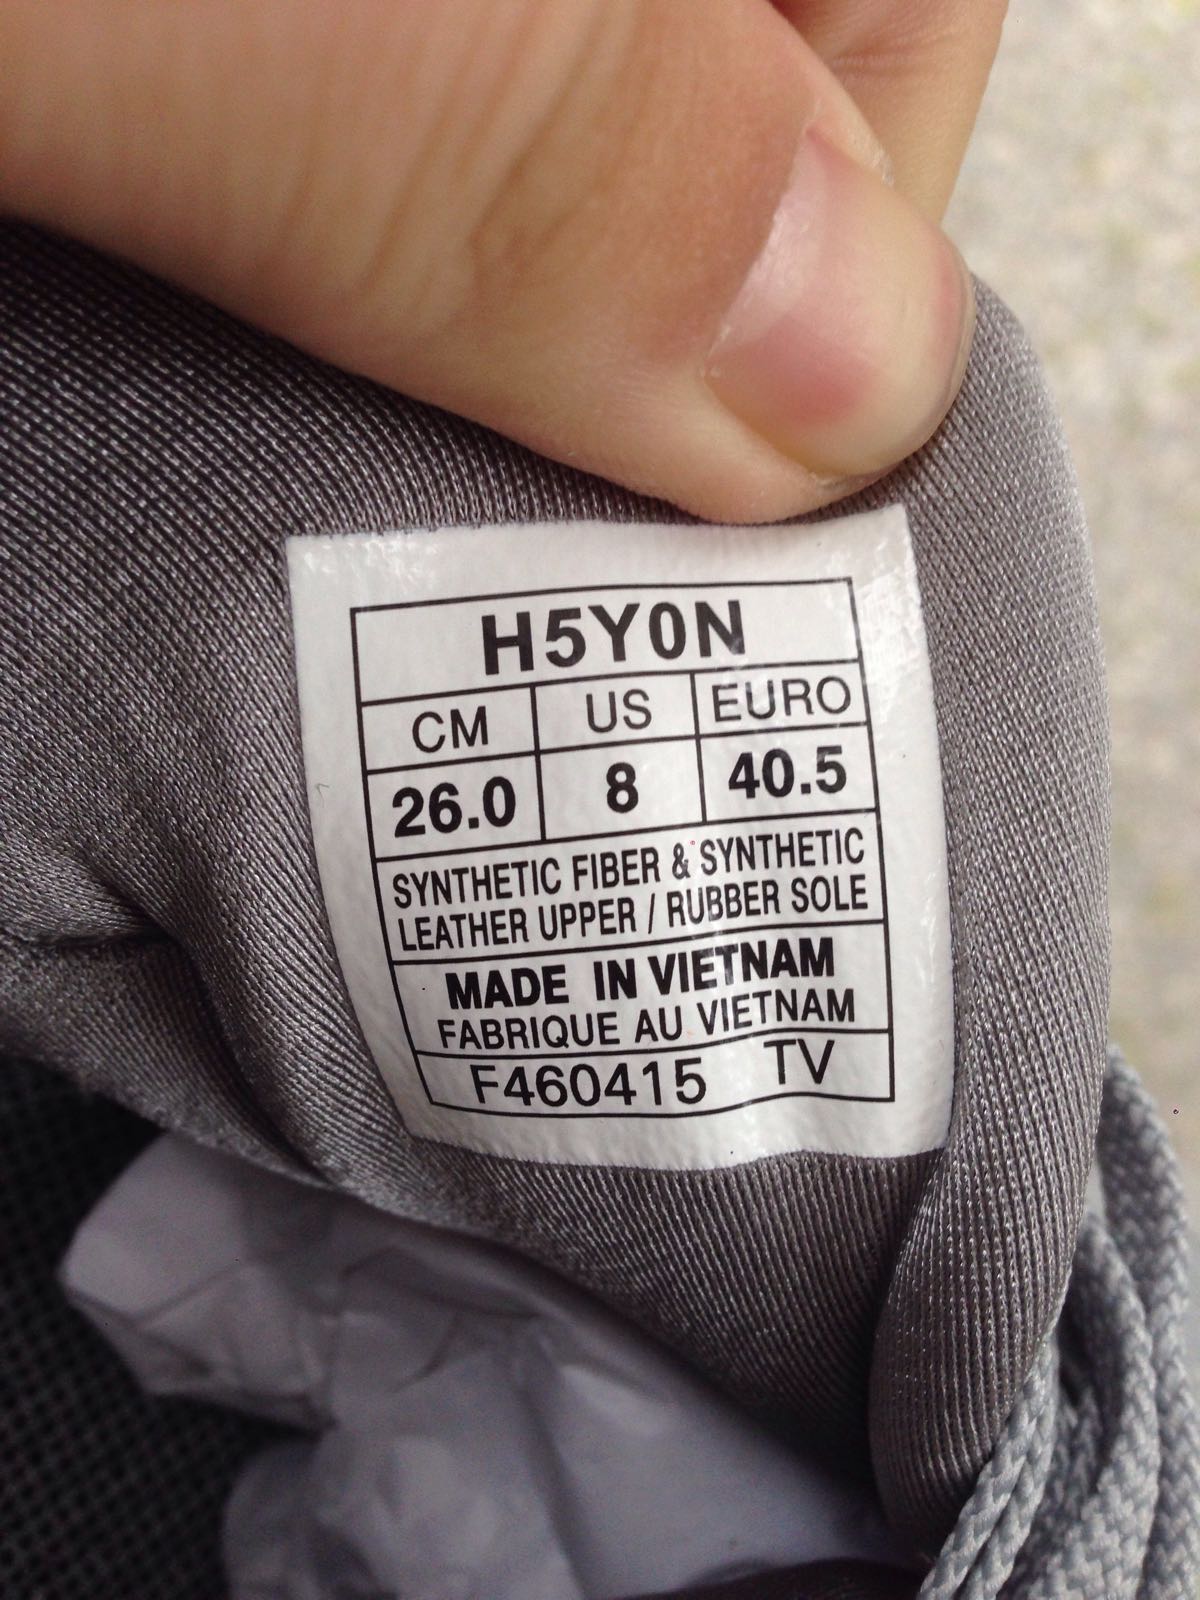 H5Y0N
CM US EURO
26.0 8 40.5
SYNTHETIC FIBER & SYNTHETIC
LEATHER UPPER / RUBBER SOLE
MADE IN VIETNAM
FABRIQUE AU VIETNAM
F460415 TV